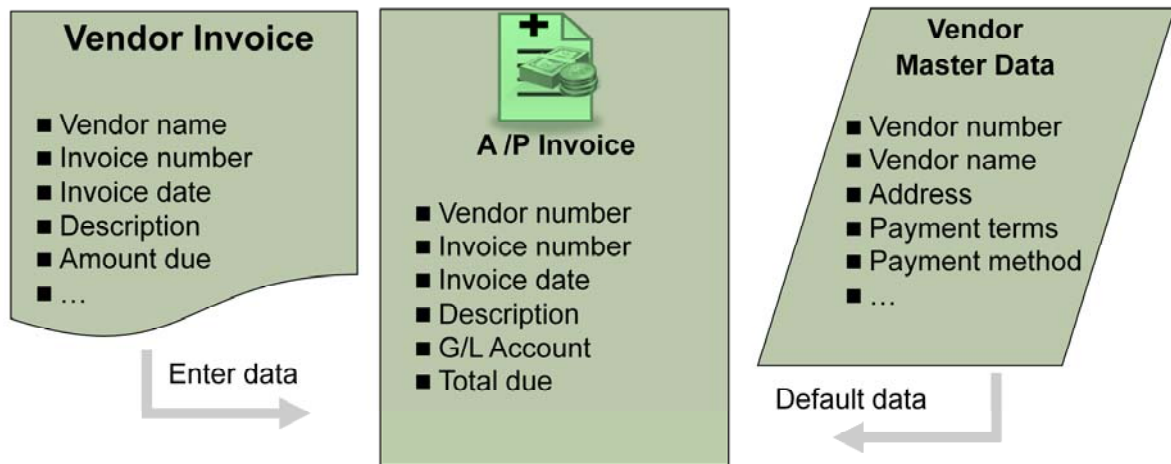 Vendor Invoice
■ Vendor name
■ Invoice number
■ Invoice date
■ Description
■ Amount due
■ …
Enter data
A /P Invoice
■ Vendor number
■ Invoice number
■ Invoice date
■ Description
■ G/L Account
■ Total due
Vendor
Master Data
■ Vendor number
■ Vendor name
■ Address
■ Payment terms
■ Payment method
■ …
Default data